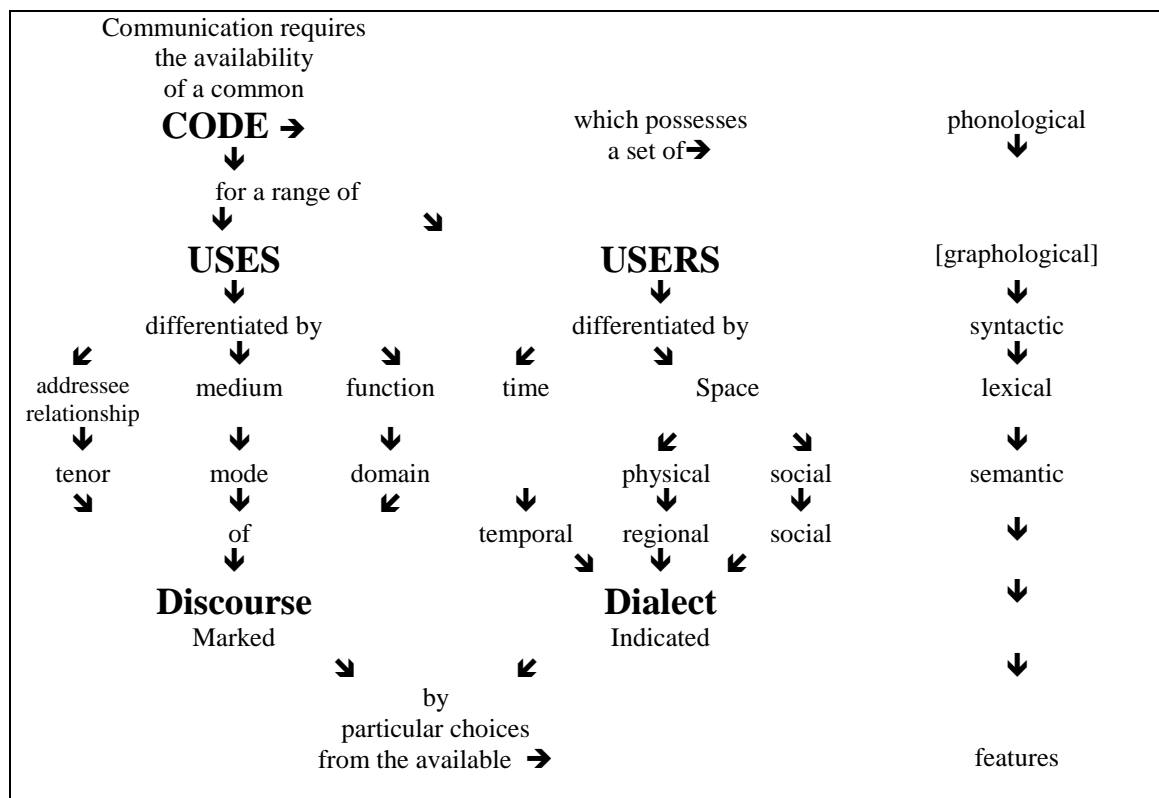 Communication requires
the availability
of a common
CODE ➔ which possesses phonological
a set of➔
for a range of
USES USERS [graphological]
differentiated by differentiated by syntactic
addressee medium function time Space lexical
relationship
tenor mode domain physical social semantic
of temporal regional social
Discourse Dialect
Marked Indicated
by
particular choices
from the available ➔ features